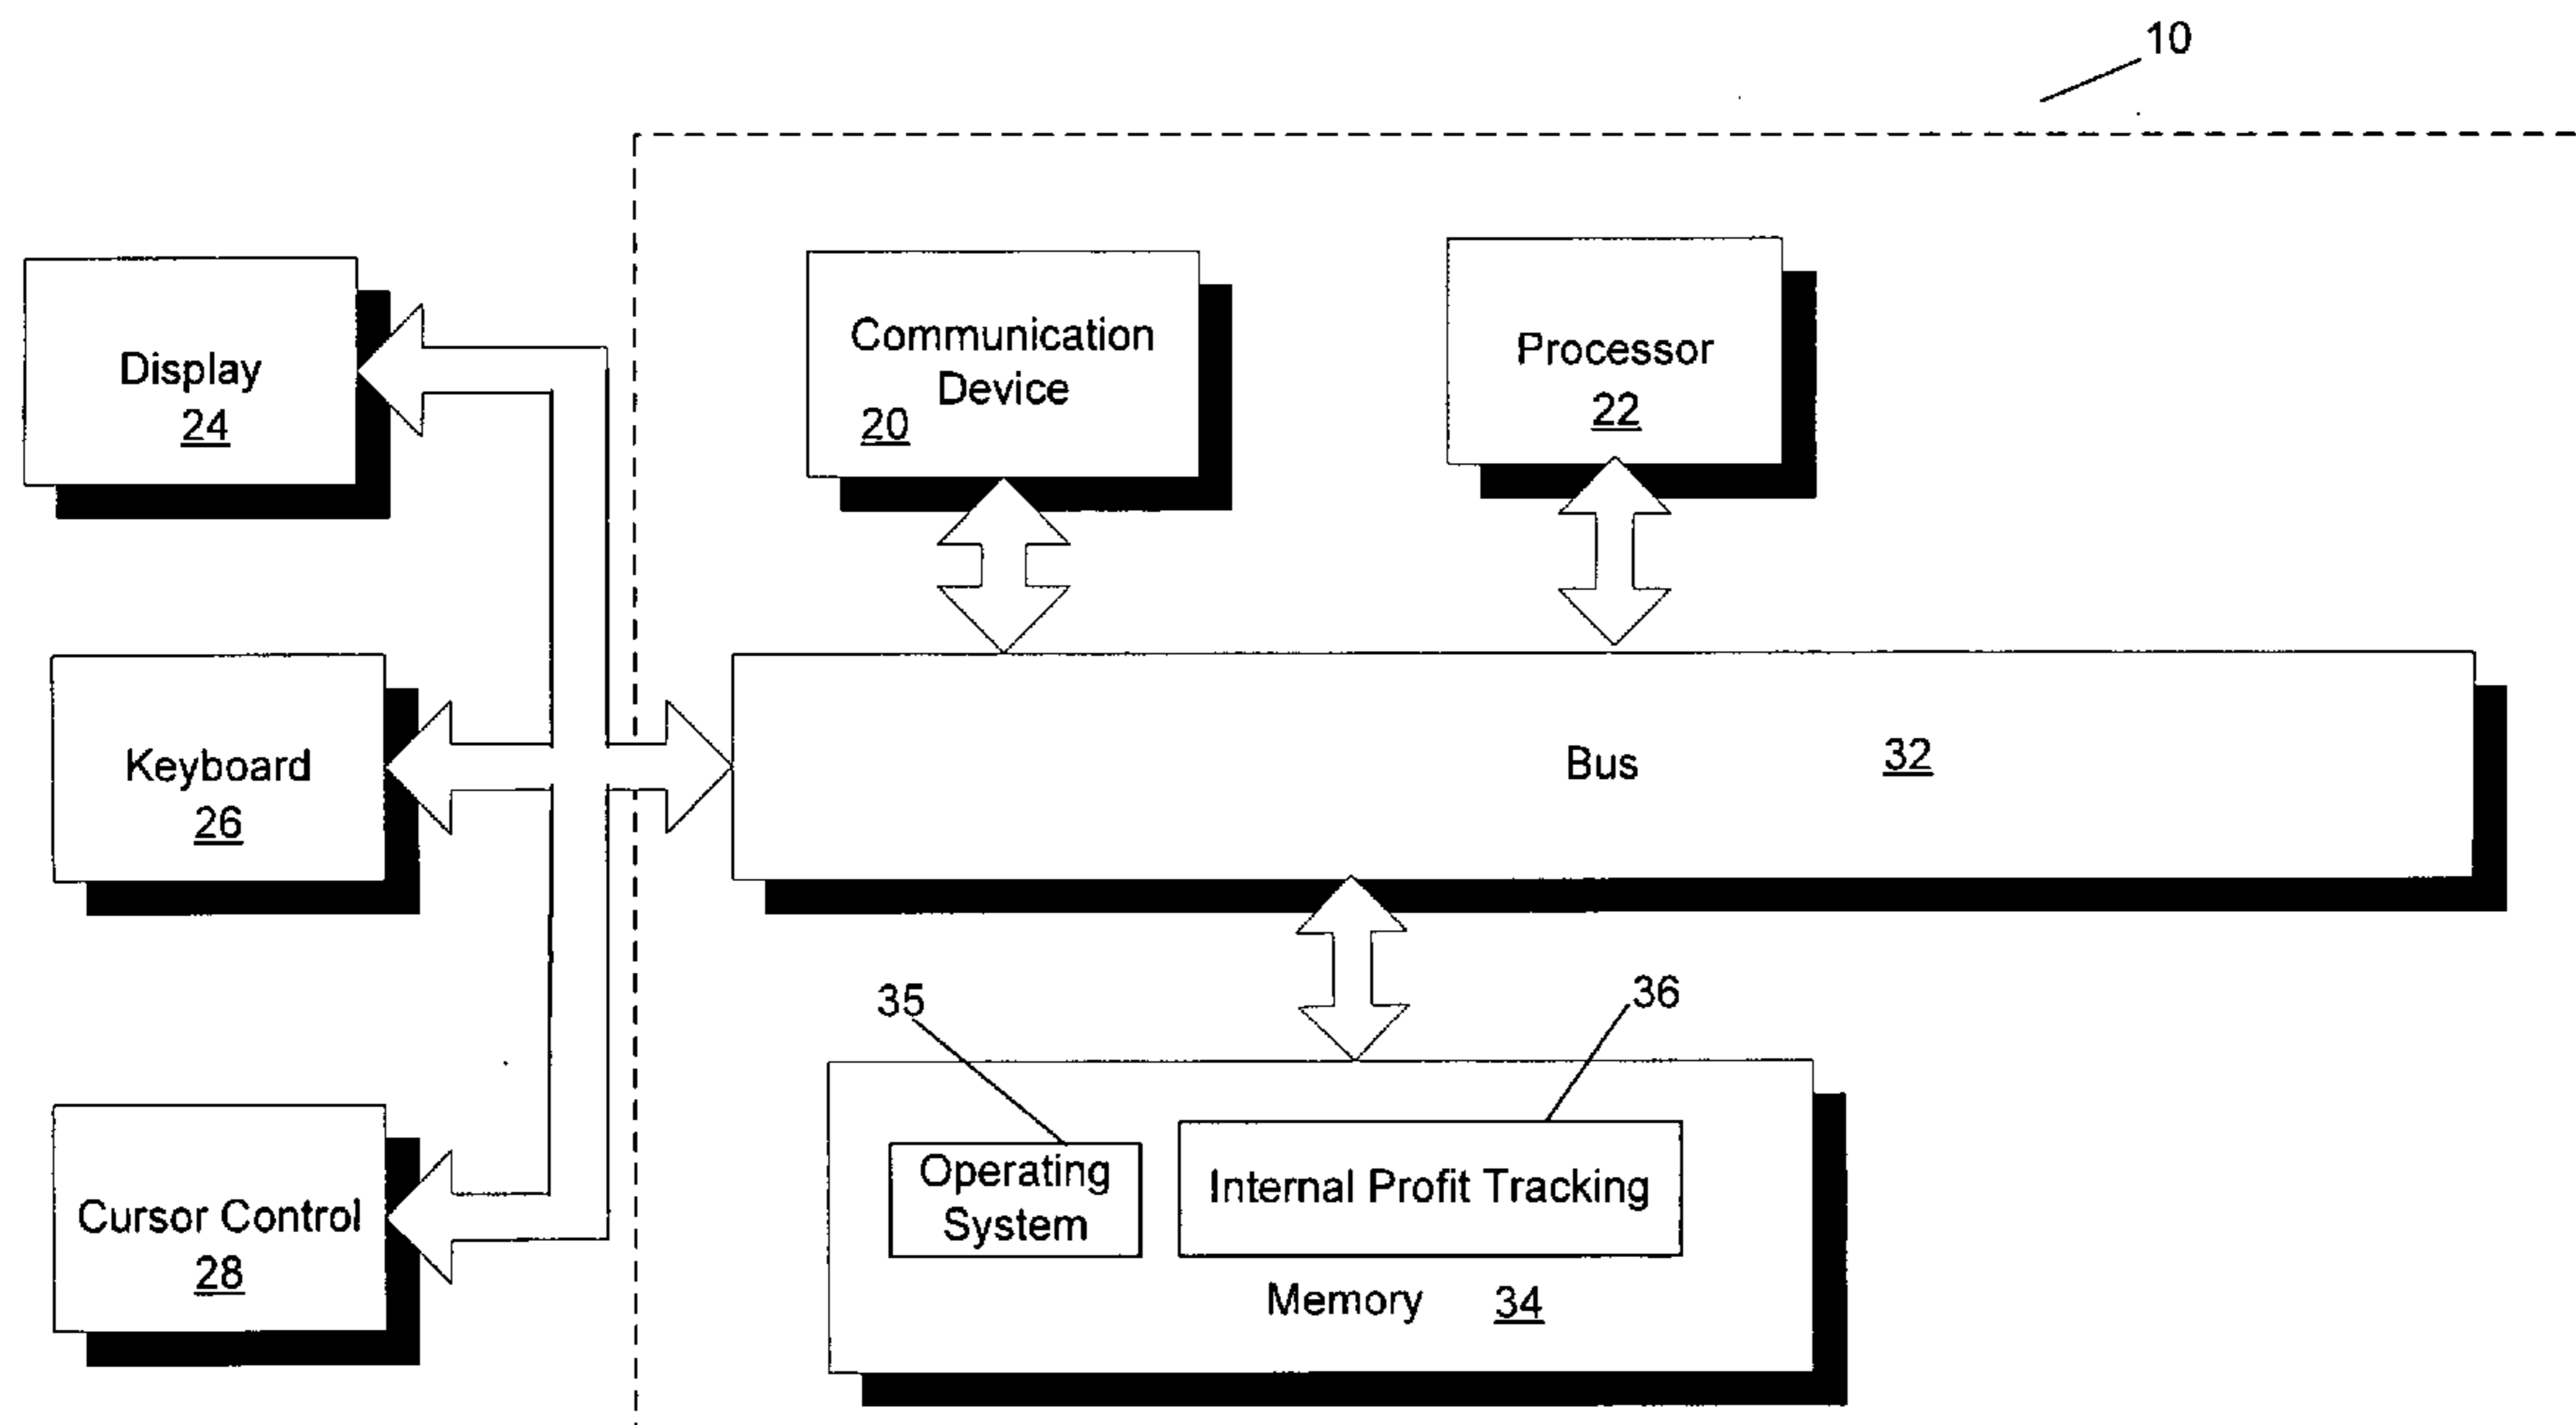 10
Display
24
Communication
Device
20
Processor
22
Keyboard
26
Bus
32
35
36
Cursor Control
28
Operating
System
Internal Profit Tracking
Memory
34